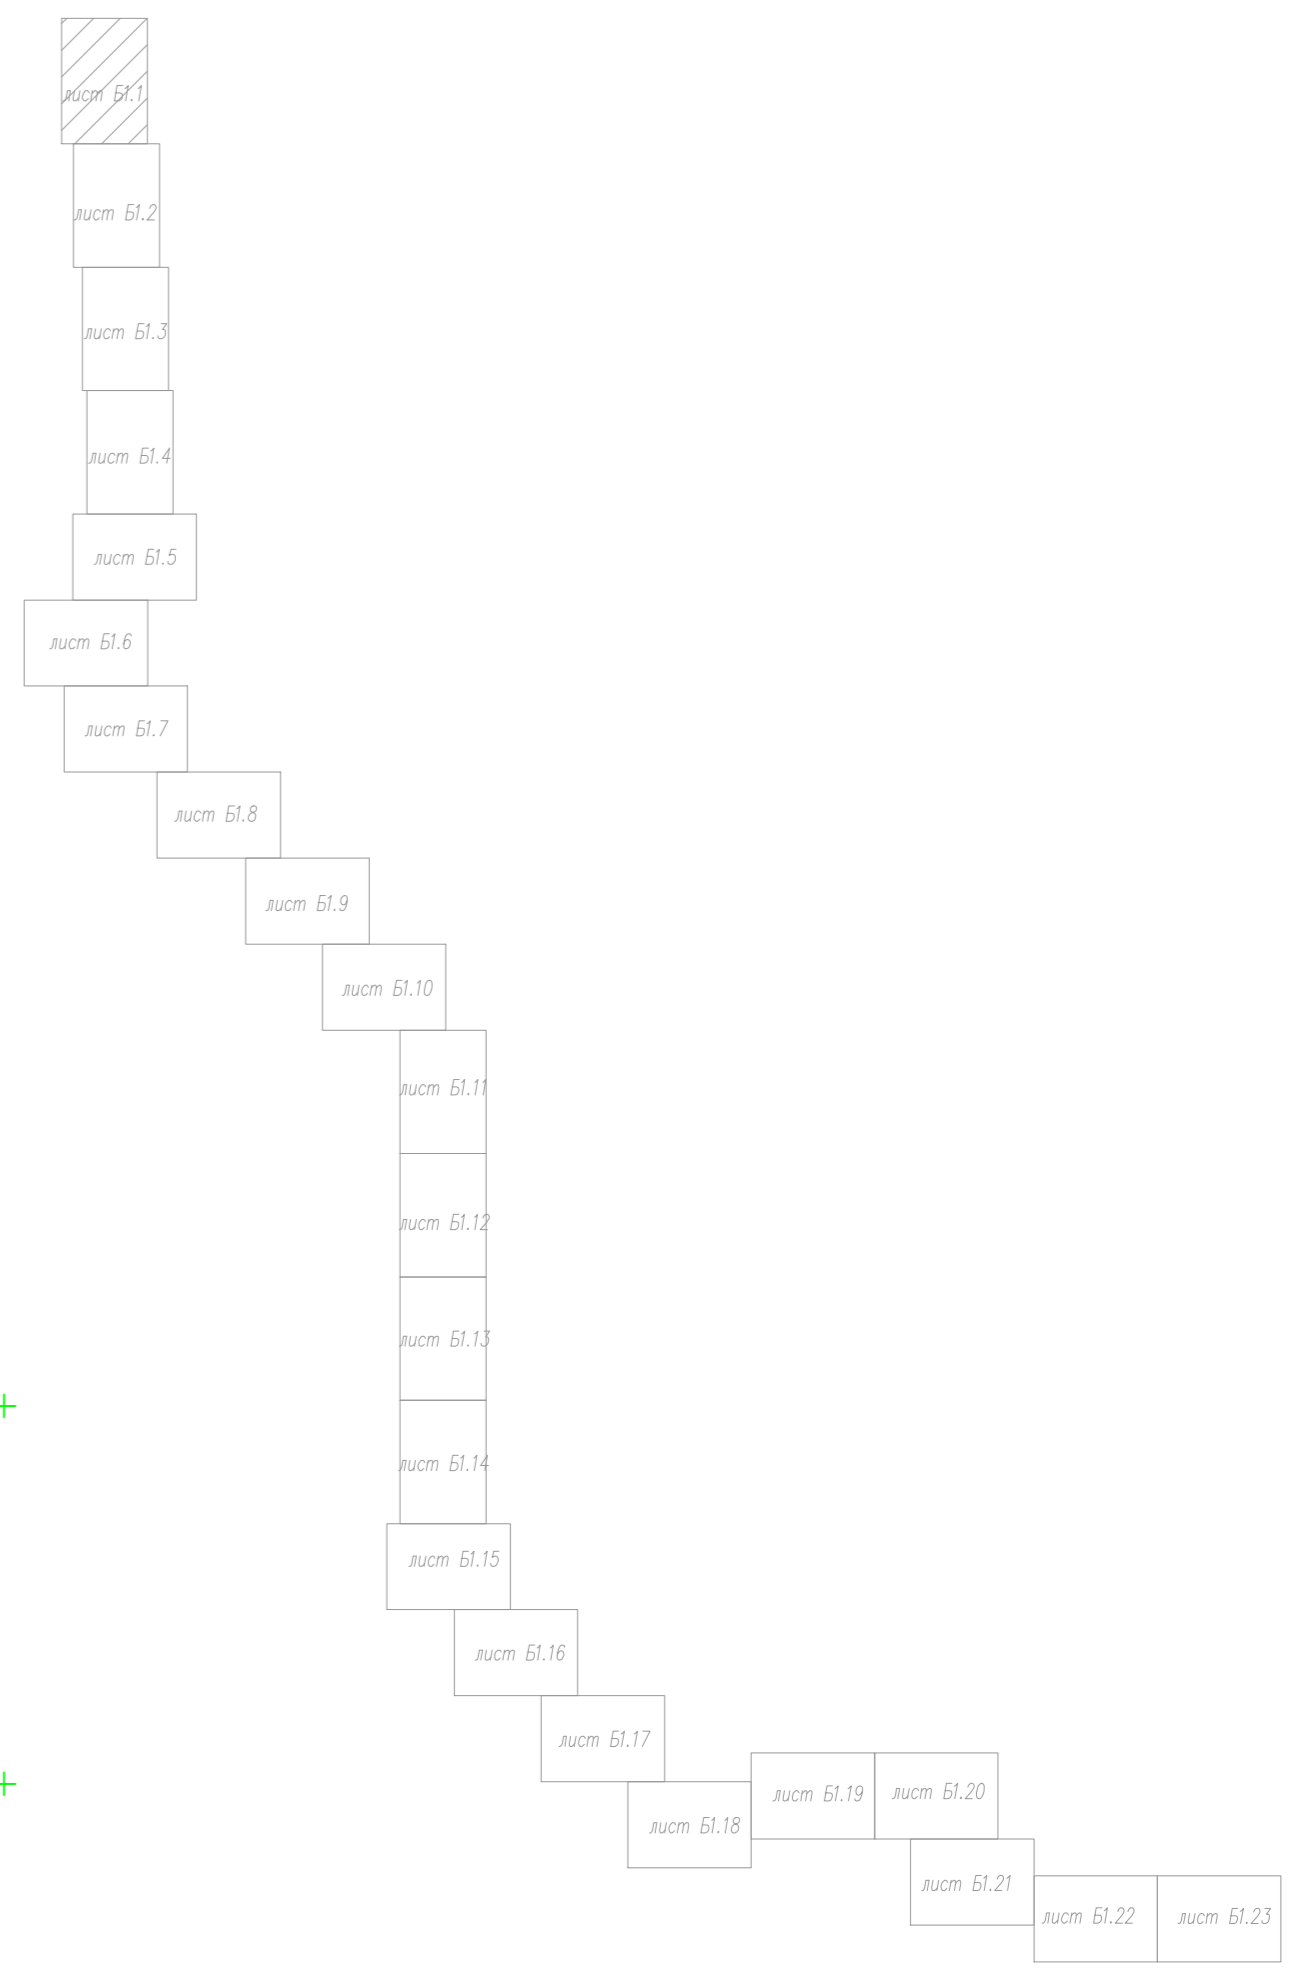 лист Б1.1
лист Б1.2
лист Б1.3
лист Б1.4
лист Б1.5
лист Б1.6
лист Б1.7
лист Б1.8
лист Б1.9
лист Б1.10
лист Б1.11
лист Б1.12
лист Б1.13
лист Б1.14
лист Б1.15
лист Б1.16
лист Б1.17
лист Б1.18
лист Б1.19
лист Б1.20
лист Б1.21
лист Б1.22
лист Б1.23